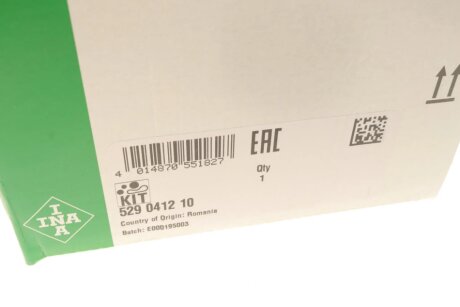 4 014870 551827
EAC
Qty
1
KIT
529 0412 10
Country of Origin: Romania
Batch: E000195003
I
INA
A